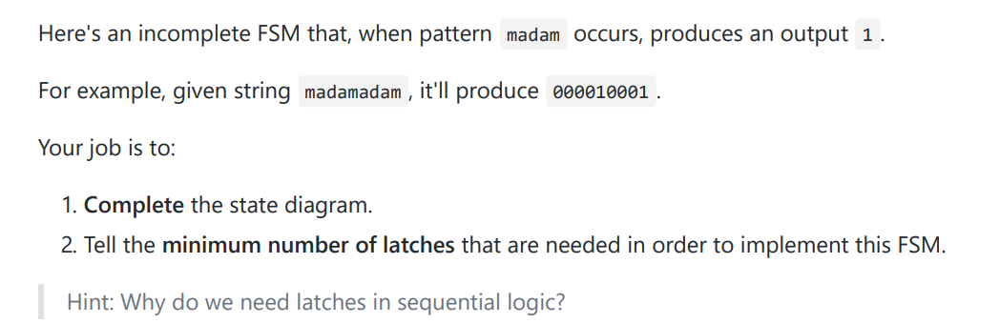 Here's an incomplete FSM that, when pattern madam occurs, produces an output 1.
For example, given string madamadam, it'll produce 000010001.
Your job is to:
1. Complete the state diagram.
2. Tell the minimum number of latches that are needed in order to implement this FSM.
Hint: Why do we need latches in sequential logic?